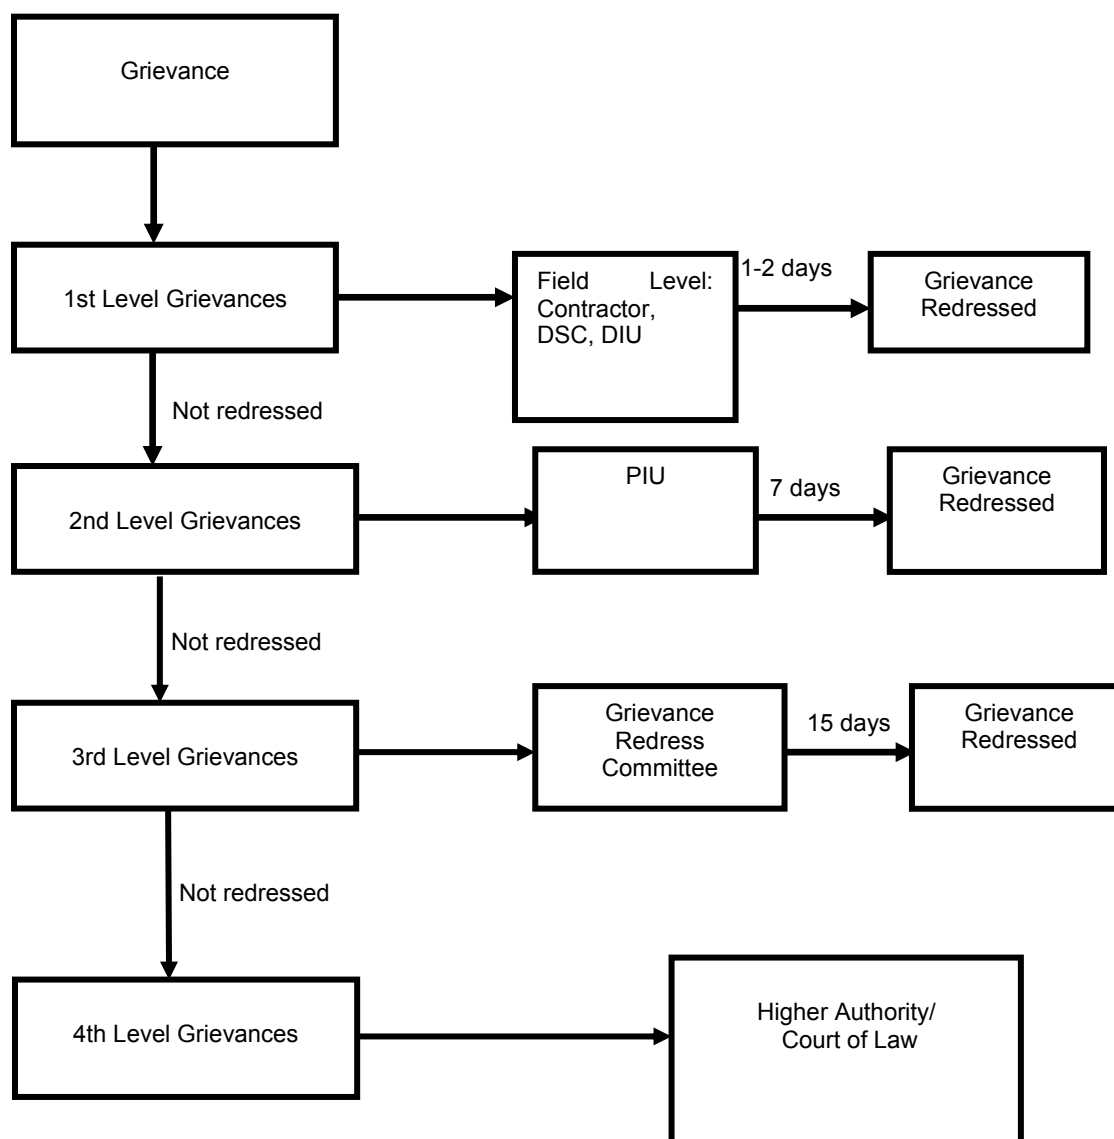 Grievance
1st Level Grievances
Field Level:
Contractor,
DSC, DIU
1-2 days
Grievance
Redressed
Not redressed
2nd Level Grievances
PIU
7 days
Grievance
Redressed
Not redressed
3rd Level Grievances
Grievance
Redress
Committee
15 days
Grievance
Redressed
Not redressed
4th Level Grievances
Higher Authority/
Court of Law